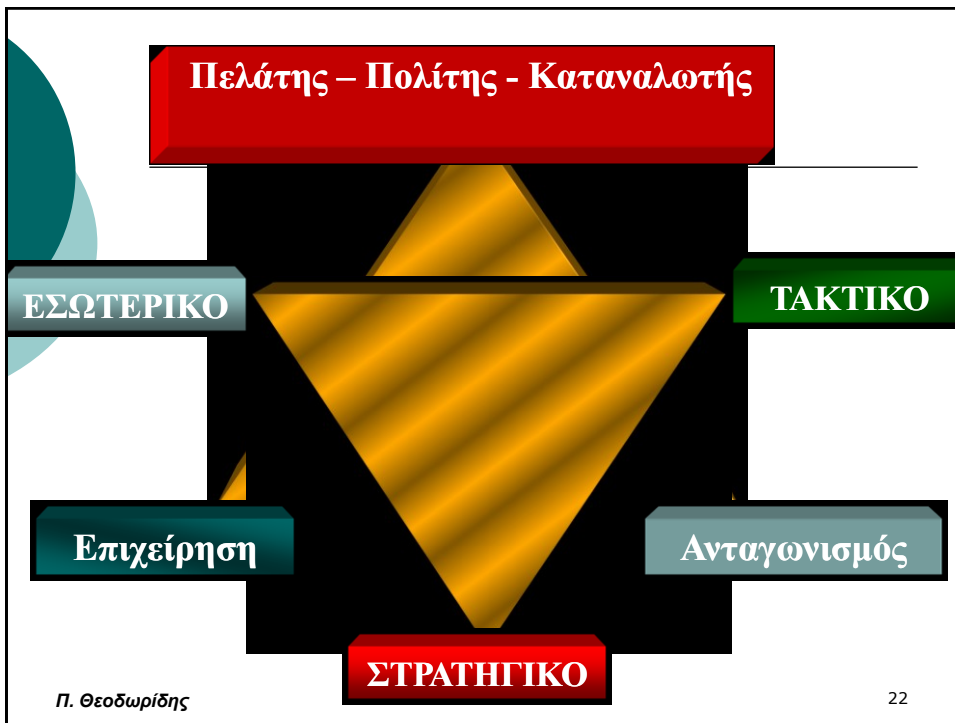 Πελάτης – Πολίτης - Καταναλωτής
ΕΣΩΤΕΡΙΚΟ
ΤΑΚΤΙΚΟ
Επιχείρηση
Ανταγωνισμός
ΣΤΡΑΤΗΓΙΚΟ
Π. Θεοδωρίδης
22